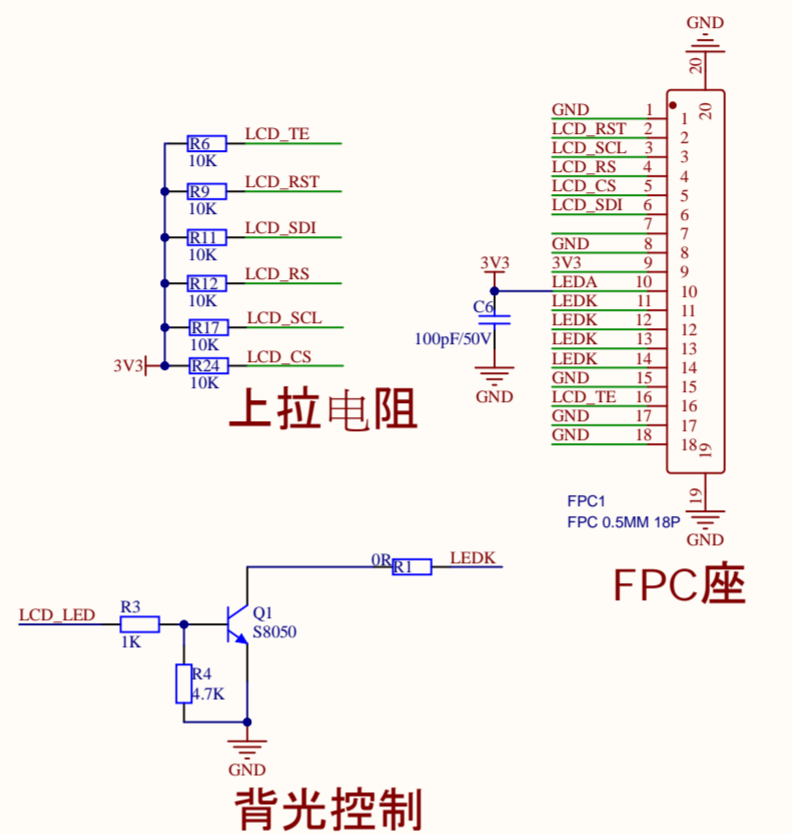 R6
10K
LCD_TE
R9
10K
LCD_RST
R11
10K
LCD_SDI
R12
10K
LCD_RS
R17
10K
LCD_SCL
3V3
R24
10K
LCD_CS
上拉电阻
GND
20
20
GND 1 1
LCD_RST 2 2
LCD_SCL 3 3
LCD_RS 4 4
LCD_CS 5 5
LCD_SDI 6 6
7 7
GND 8 8
3V3 9 9
LEDA 10 10
LEDK 11 11
LEDK 12 12
LEDK 13 13
LEDK 14 14
GND 15 15
LCD_TE 16 16
GND 17 17
GND 18 18
19
19
GND
3V3
C6
100pF/50V
GND
FPC1
FPC 0.5MM 18P
FPC座
LCD_LED
R3
1K
R4
4.7K
Q1
S8050
0R
R1
LEDK
GND
背光控制